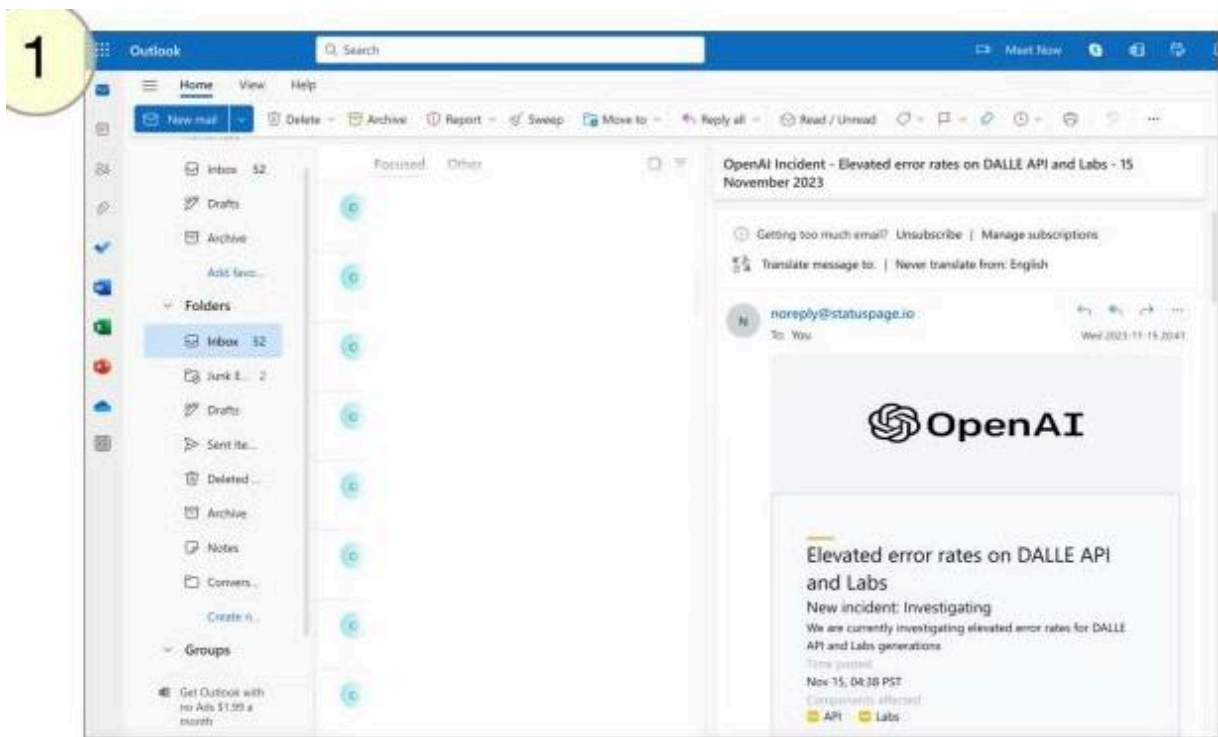 1
Outlook
Search
Meet Now
Home View Help
New mail Delete Archive Report Sweep Move to Reply all Read / Unread
Inbox 52
Drafts
Archive
Add favo...
Folders
Inbox 52
Junk E... 2
Drafts
Sent Ite...
Deleted ...
Archive
Notes
Convers...
Create n...
Groups
Get Outlook with
no Ads $1.99 a
month
Focused Other
C
C
C
C
C
C
C
C
OpenAI Incident - Elevated error rates on DALLE API and Labs - 15
November 2023
Getting too much email? Unsubscribe | Manage subscriptions
Translate message to: | Never translate from: English
N
noreply@statuspage.io
To: You
Wed 2023-11-15 20:41
OpenAI
Elevated error rates on DALLE API
and Labs
New incident: Investigating
We are currently investigating elevated error rates for DALLE
API and Labs generations
Time posted
Nov 15, 04:38 PST
Components affected
API Labs